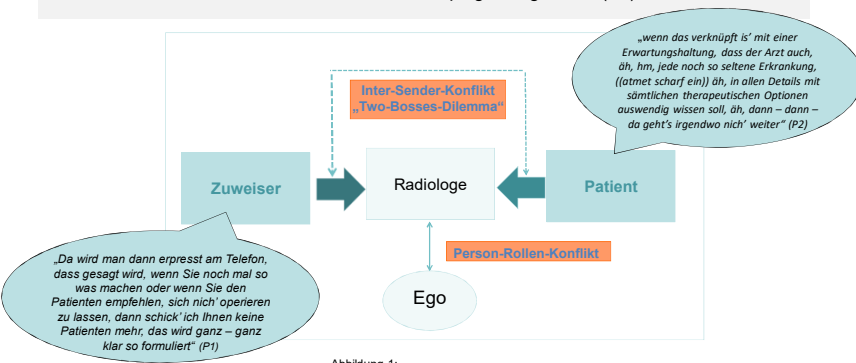 „wenn das verknüpft is’ mit einer
Erwartungshaltung, dass der Arzt auch,
äh, hm, jede noch so seltene Erkrankung,
((atmet scharf ein)) äh, in allen Details mit
sämtlichen therapeutischen Optionen
auswendig wissen soll, äh, dann – dann –
da geht’s irgendwo nich’ weiter“ (P2)
Inter-Sender-Konflikt
„Two-Bosses-Dilemma“
Zuweiser
Radiologe
Patient
„Da wird man dann erpresst am Telefon,
dass gesagt wird, wenn Sie noch mal so
was machen oder wenn Sie den
Patienten empfehlen, sich nich’ operieren
zu lassen, dann schick’ ich Ihnen keine
Patienten mehr, das wird ganz – ganz
klar so formuliert“ (P1)
Person-Rollen-Konflikt
Ego